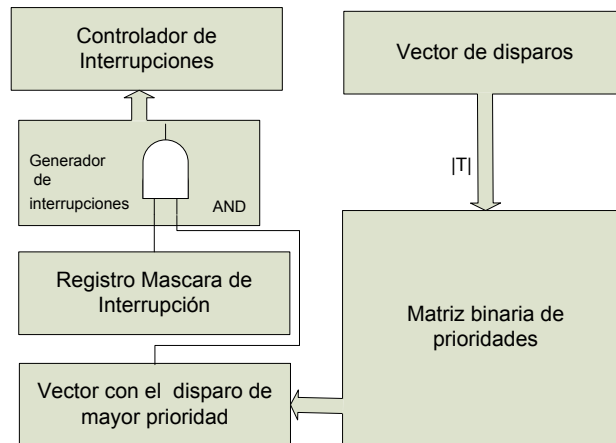 Controlador de
Interrupciones
Vector de disparos
Generador
de
interrupciones
AND
|T|
Registro Mascara de
Interrupción
Matriz binaria de
prioridades
Vector con el disparo de
mayor prioridad